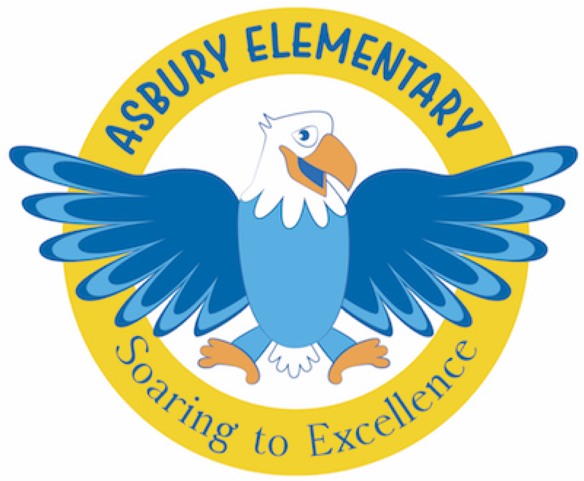 ASBURY ELEMENTARY
Soaring to Excellence